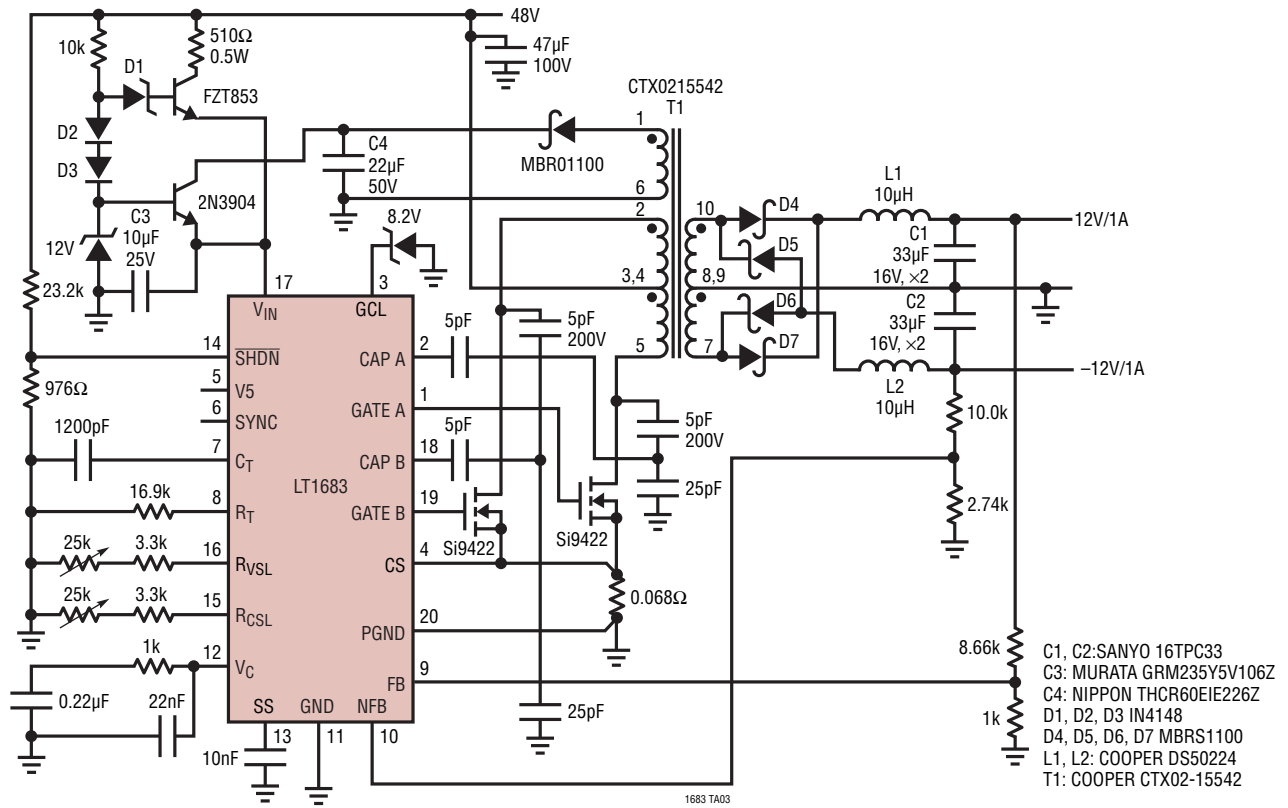 48V
10k
510Ω
0.5W
47µF
100V
D1
FZT853
CTX0215542
T1
D2
D3
MBR01100
C4
22µF
50V
1
6
2N3904
C3
10µF
25V
12V
8.2V
2
3,4
5
10
8,9
7
D4
D5
D6
D7
L1
10µH
12V/1A
C1
33µF
16V, ×2
C2
33µF
16V, ×2
–12V/1A
L2
10µH
23.2k
17
VIN
3
GCL
5pF
200V
5pF
14
SHDN
2
CAP A
976Ω
5
V5
1
GATE A
6
SYNC
1200pF
7
CT
5pF
18
CAP B
5pF
200V
25pF
10.0k
2.74k
LT1683
16.9k
8
RT
19
GATE B
Si9422
Si9422
25k
3.3k
16
RVSL
4
CS
0.068Ω
25k
3.3k
15
RCSL
20
PGND
1k
12
VC
9
FB
8.66k
1k
0.22µF
22nF
SS
GND
NFB
13
11
10
10nF
25pF
C1, C2:SANYO 16TPC33
C3: MURATA GRM235Y5V106Z
C4: NIPPON THCR60EIE226Z
D1, D2, D3 IN4148
D4, D5, D6, D7 MBRS1100
L1, L2: COOPER DS50224
T1: COOPER CTX02-15542
1683 TA03